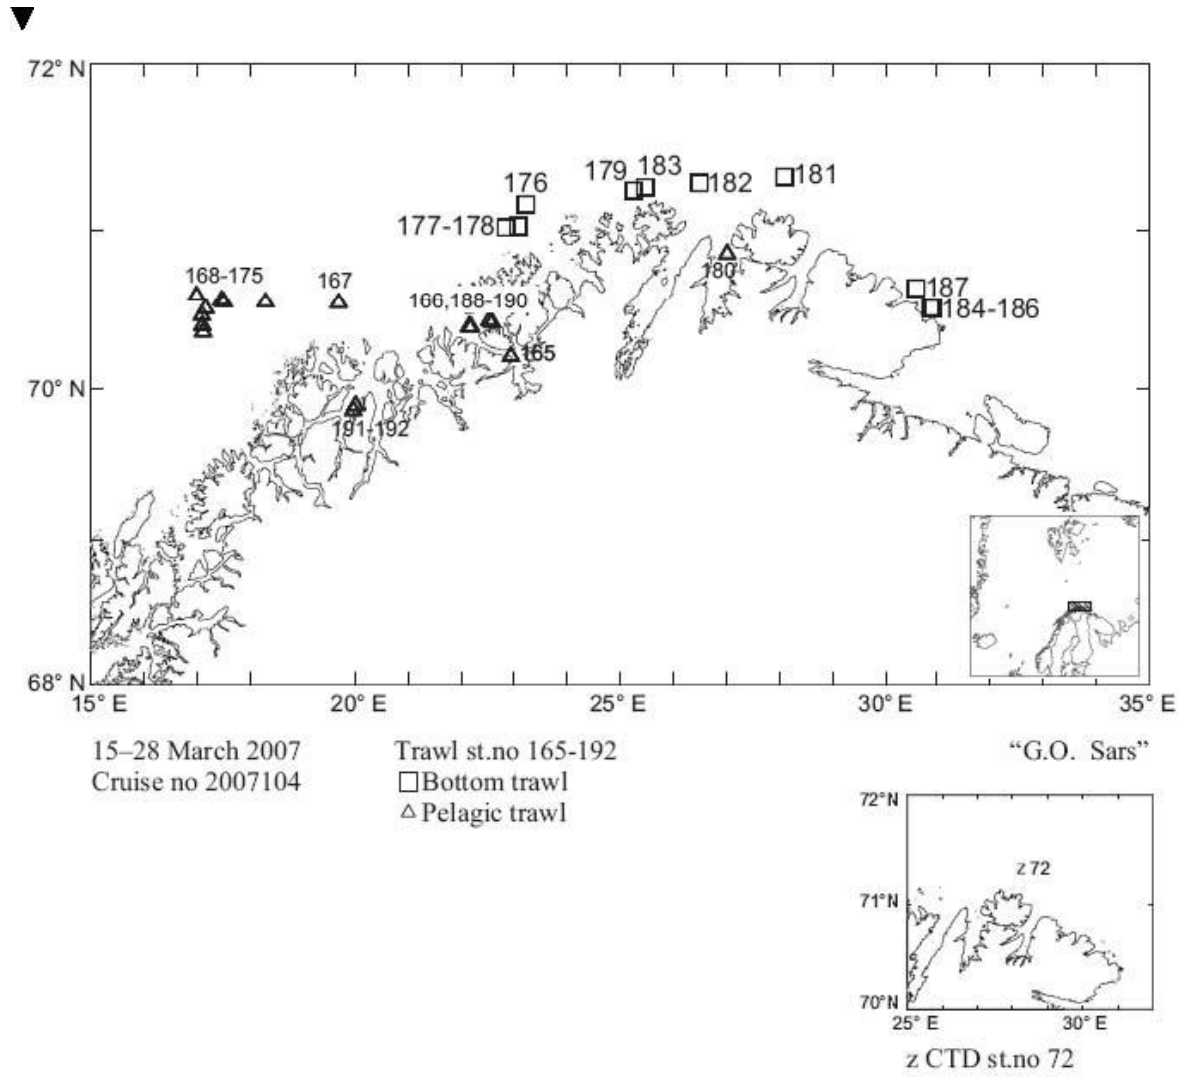 72° N
179 183
176
182
181
177-178
168-175
167
180
187
166,188-190
184-186
165
70° N
191-192
68° N
15° E
20° E
25° E
30° E
35° E
15–28 March 2007
Trawl st.no 165-192
“G.O. Sars”
Cruise no 2007104
Bottom trawl
Pelagic trawl
72°N
z 72
71°N
70°N
25° E
30° E
z CTD st.no 72